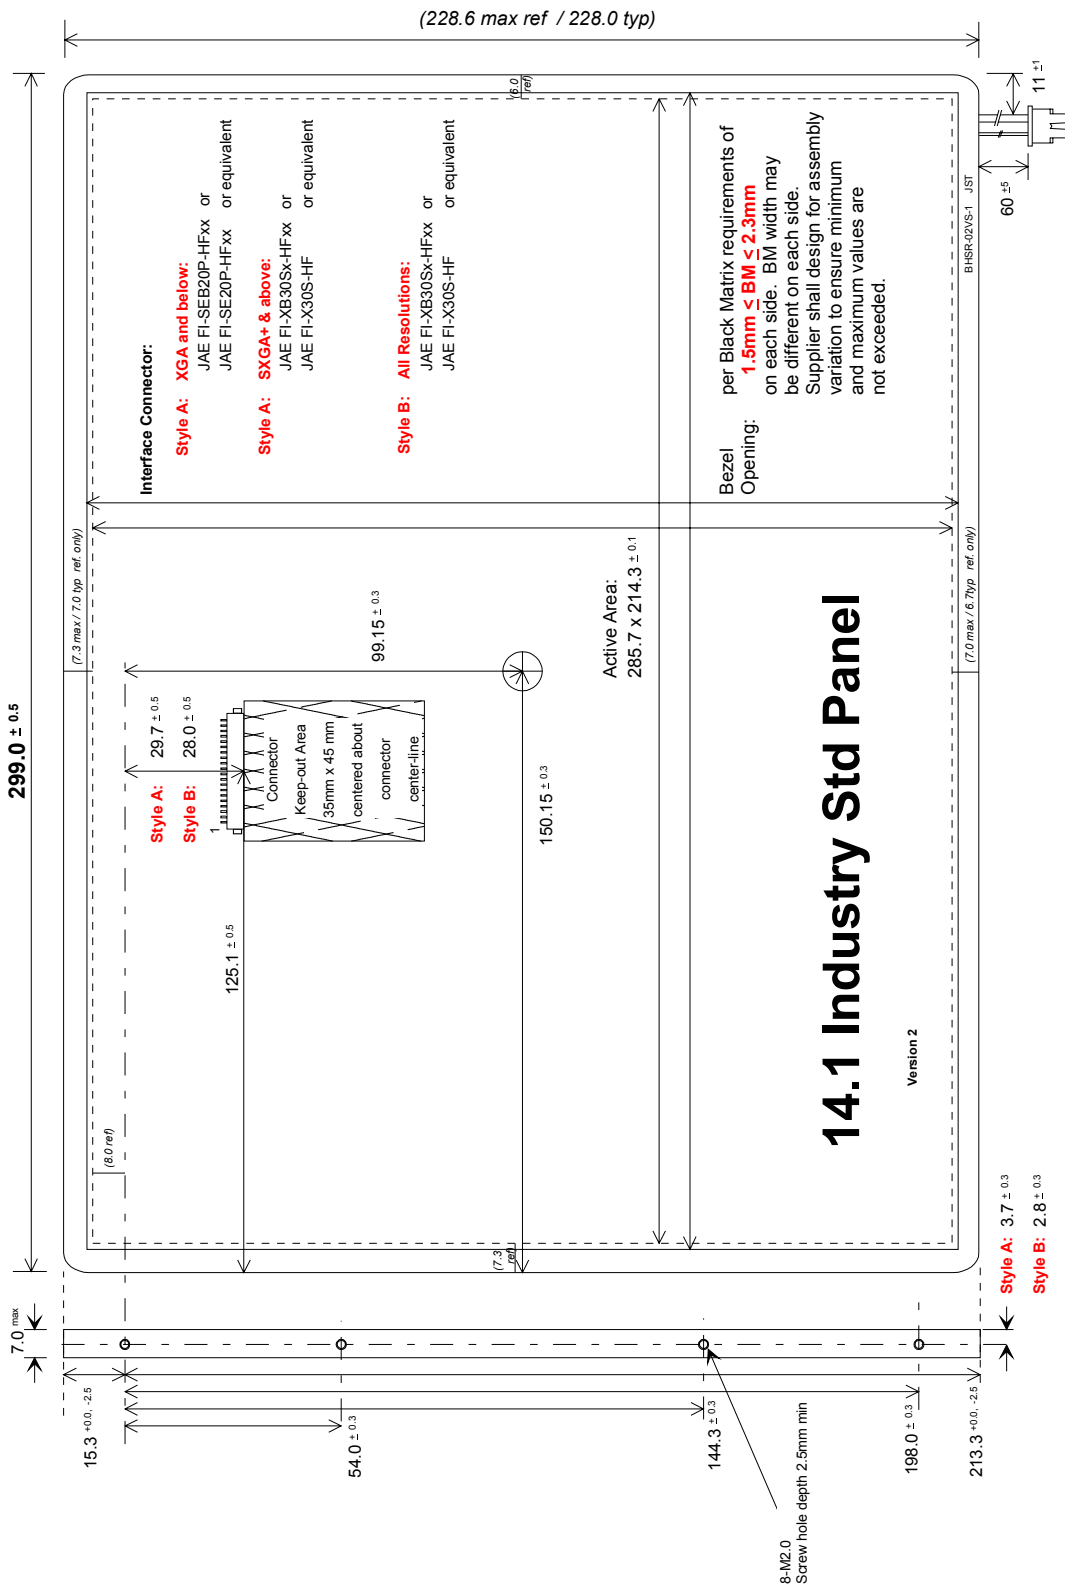 (228.6 max ref / 228.0 typ)
299.0 ± 0.5
(6.0 ref)
11 ±1
60 ±5
BHSR-02VS-1 JST
Interface Connector:
Style A: XGA and below:
JAE FI-SEB20P-HFxx or
JAE FI-SE20P-HFxx or equivalent
Style A: SXGA+ & above:
JAE FI-XB30Sx-HFxx or
JAE FI-X30S-HF or equivalent
Style B: All Resolutions:
JAE FI-XB30Sx-HFxx or
JAE FI-X30S-HF or equivalent
Bezel Opening:
per Black Matrix requirements of
1.5mm ≤ BM ≤ 2.3mm
on each side. BM width may
be different on each side.
Supplier shall design for assembly
variation to ensure minimum
and maximum values are
not exceeded.
(7.3 max / 7.0 typ ref. only)
(7.0 max / 6.7typ ref. only)
99.15 ± 0.3
Style A: 29.7 ± 0.5
Style B: 28.0 ± 0.5
1
Connector
Keep-out Area
35mm x 45 mm
centered about
connector
center-line
Active Area:
285.7 x 214.3 ± 0.1
150.15 ± 0.3
125.1 ± 0.5
14.1 Industry Std Panel
Version 2
(8.0 ref)
(7.3 ref)
Style A: 3.7 ± 0.3
Style B: 2.8 ± 0.3
7.0 max
15.3 +0.0, -2.5
54.0 ± 0.3
144.3 ± 0.3
198.0 ± 0.3
213.3 +0.0, -2.5
8-M2.0
Screw hole depth 2.5mm min